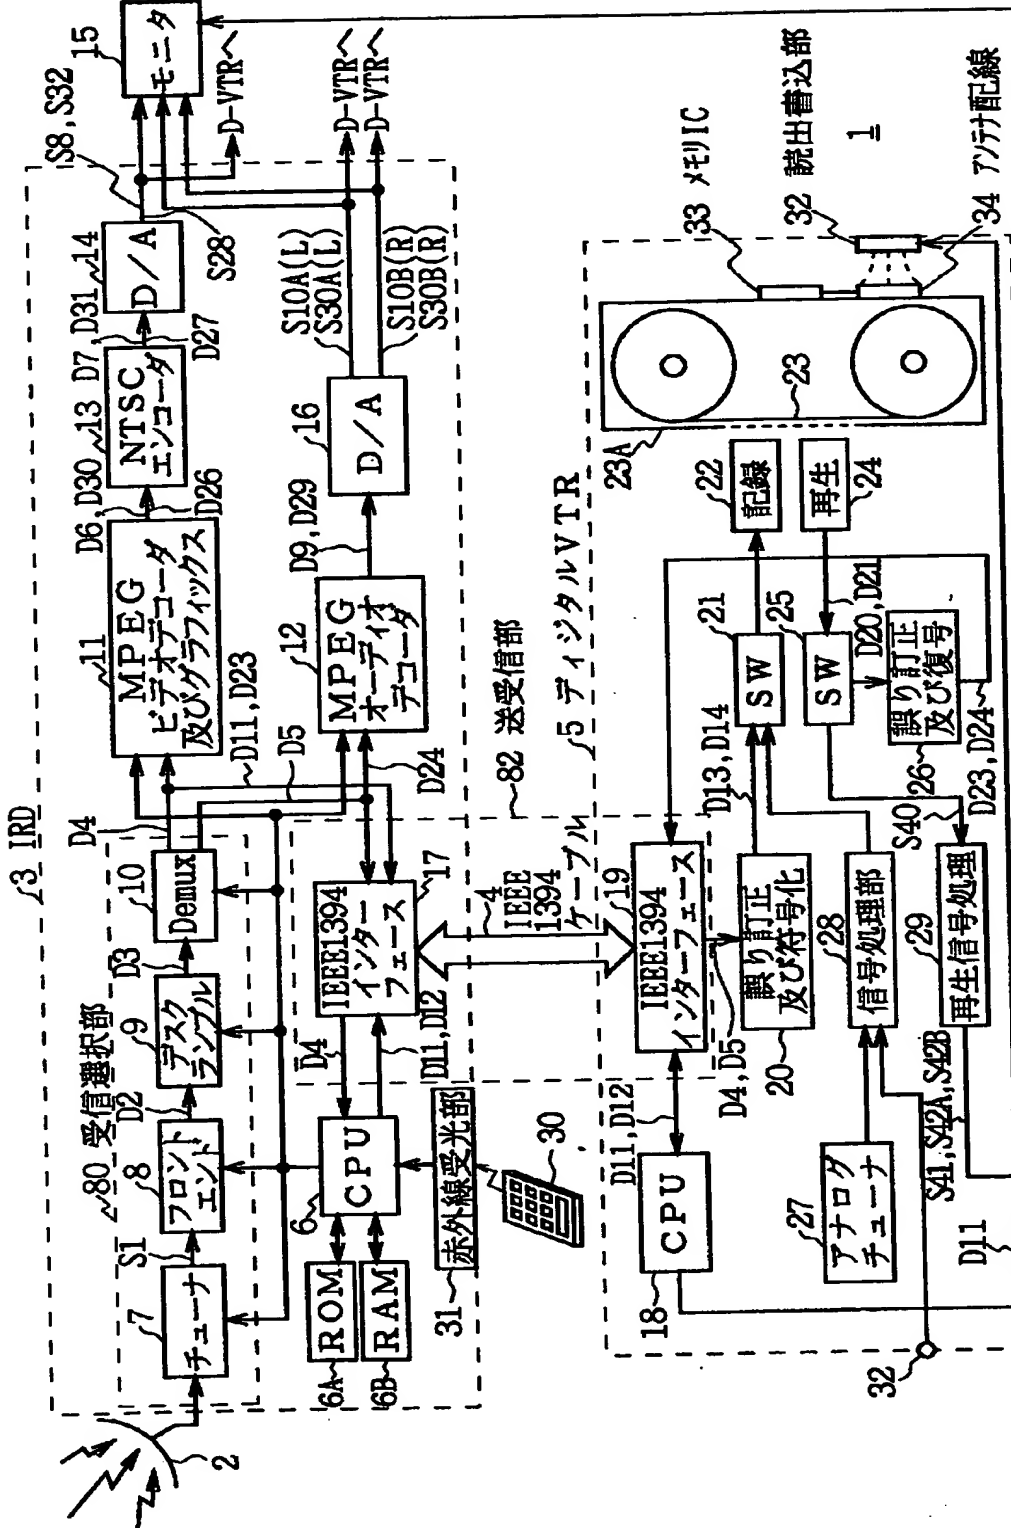 3 IRD
80 受信選択部
2
7
チューナ
S1
8
フロント
エンド
D2
9
デスク
ランブル
D3
10
Demux
D4
11
MPEG
ビデオデコーダ
及びグラフィックス
D6,D30
D26
13
NTSC
エンコーダ
D7,D31
D27
14
D/A
S8,S32
S28
15
モニタ
D-VTRへ
D-VTRへ
D-VTRへ
D11,D23
D5
12
MPEG
オーディオ
デコーダ
D24
D9,D29
16
D/A
S10A(L)
S30A(L)
S10B(R)
S30B(R)
6A
ROM
6B
RAM
6
CPU
31
赤外線受光部
30
D4
D11,D12
IEEE1394
インター
フェース
17
82 送受信部
4
IEEE
1394
ケーブル
5 ディジタルVTR
19
IEEE1394
インターフェース
18
CPU
D11,D12
D4,D5
20
誤り訂正
及び符号化
D13,D14
21
SW
22
記録
23A
23
24
再生
25
SW
D20,D21
26
誤り訂正
及び復号
D23,D24
27
アナログ
チューナ
28
信号処理部
S40
29
再生信号処理
S41,S42A,S42B
D11
32
33 メモリIC
32 読出書込部
34 アンテナ配線
1